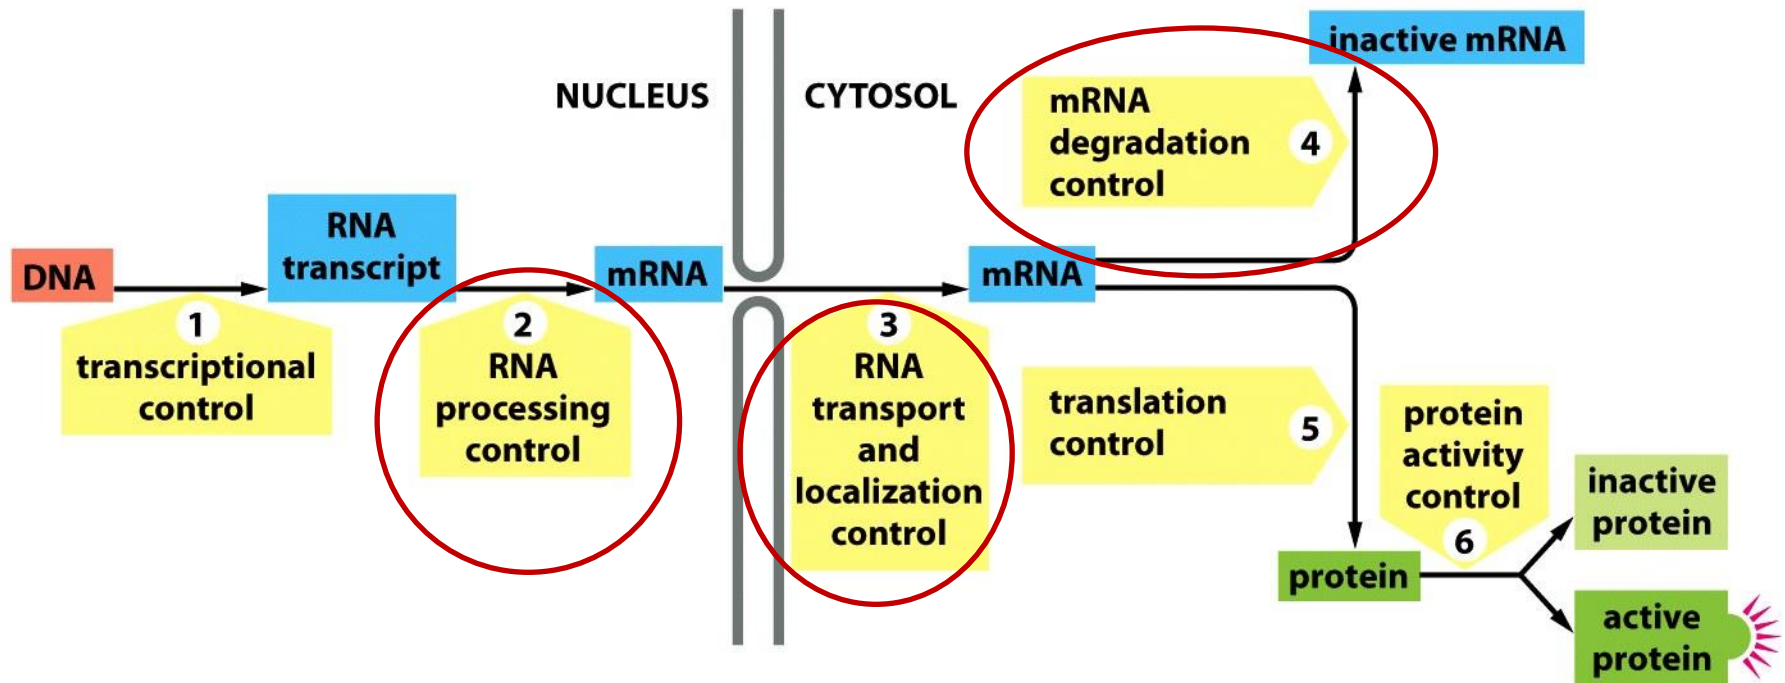 NUCLEUS
CYTOSOL
DNA
1
transcriptional
control
RNA
transcript
2
RNA
processing
control
mRNA
3
RNA
transport
and
localization
control
mRNA
mRNA
degradation
control
4
inactive mRNA
translation
control
5
protein
protein
activity
control
6
inactive
protein
active
protein